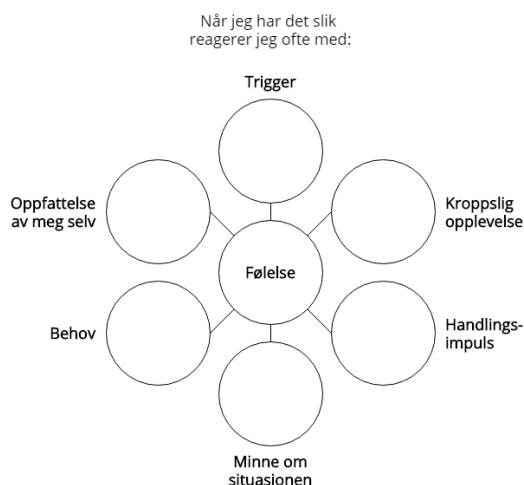 Når jeg har det slik
reagerer jeg ofte med:
Trigger
Oppfattelse
av meg selv
Kroppslig
opplevelse
Følelse
Behov
Handlings-
impuls
Minne om
situasjonen